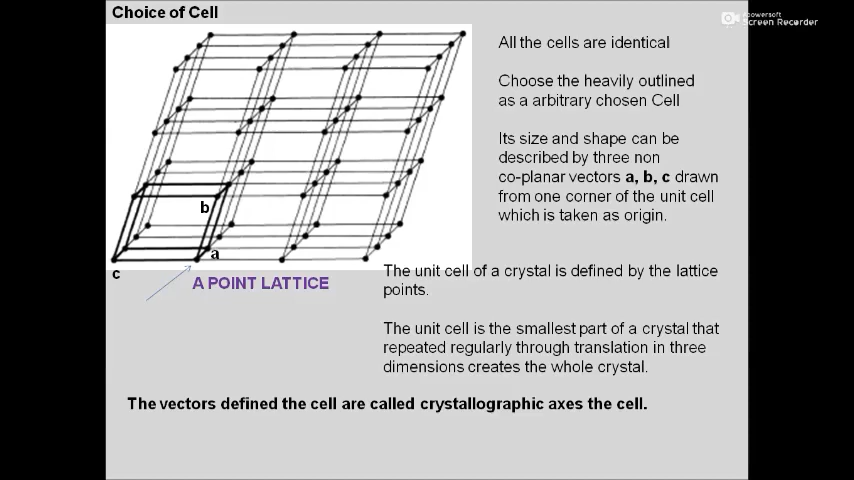 Choice of Cell
Apowersoft
Screen Recorder
All the cells are identical
Choose the heavily outlined
as a arbitrary chosen Cell
Its size and shape can be
described by three non
co-planar vectors a, b, c drawn
from one corner of the unit cell
which is taken as origin.
b
a
c
A POINT LATTICE
The unit cell of a crystal is defined by the lattice
points.
The unit cell is the smallest part of a crystal that
repeated regularly through translation in three
dimensions creates the whole crystal.
The vectors defined the cell are called crystallographic axes the cell.